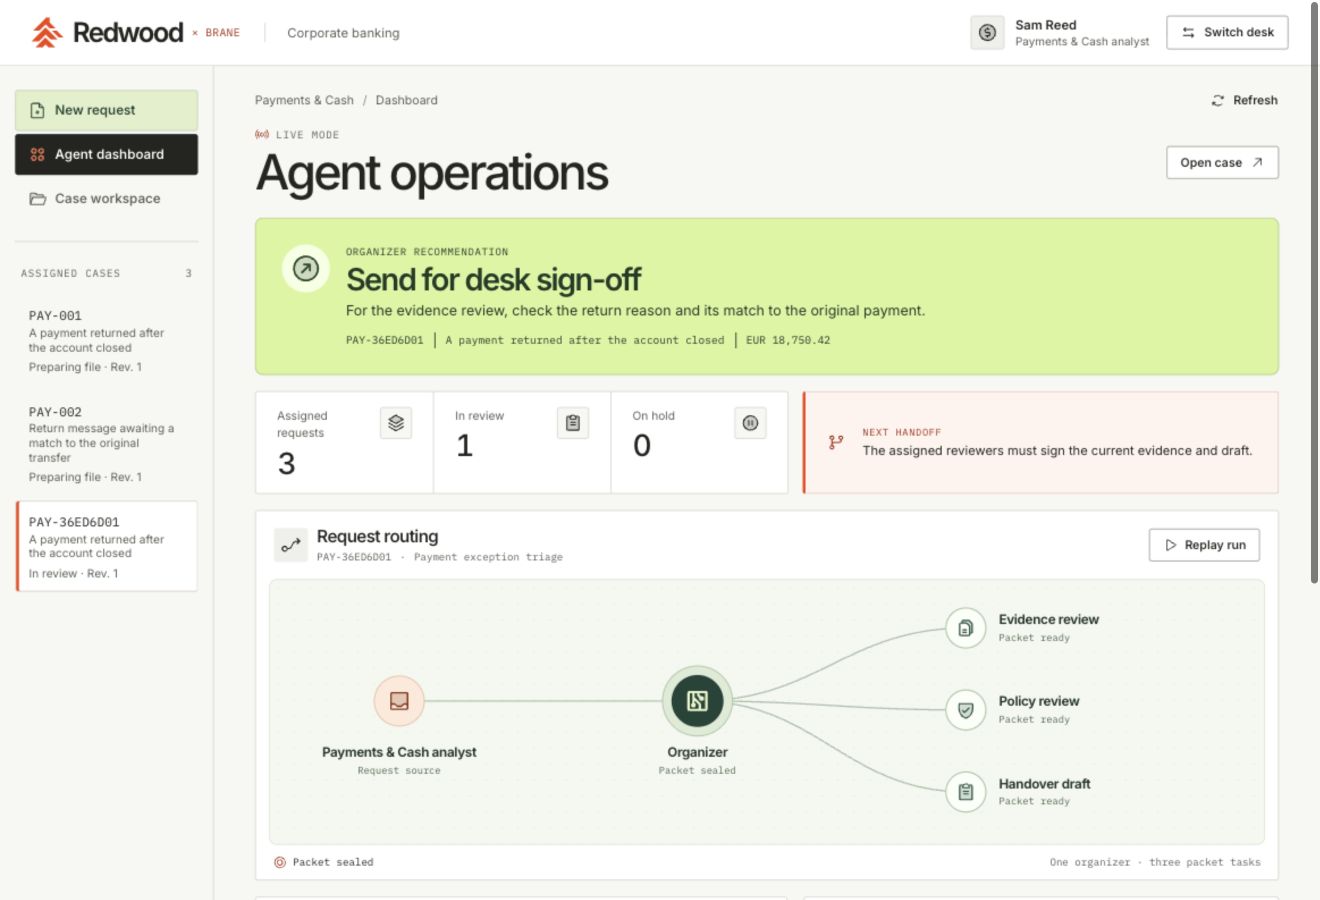 Redwood × BRANE
Corporate banking
Sam Reed
Payments & Cash analyst
Switch desk
New request
Agent dashboard
Case workspace
ASSIGNED CASES 3
PAY-001
A payment returned after
the account closed
Preparing file · Rev. 1
PAY-002
Return message awaiting a
match to the original
transfer
Preparing file · Rev. 1
PAY-36ED6D01
A payment returned after
the account closed
In review · Rev. 1
Payments & Cash / Dashboard
Refresh
LIVE MODE
Agent operations
Open case
ORGANIZER RECOMMENDATION
Send for desk sign-off
For the evidence review, check the return reason and its match to the original payment.
PAY-36ED6D01 | A payment returned after the account closed | EUR 18,750.42
Assigned
requests
3
In review
1
On hold
0
NEXT HANDOFF
The assigned reviewers must sign the current evidence and draft.
Request routing
PAY-36ED6D01 · Payment exception triage
Replay run
Payments & Cash analyst
Request source
Organizer
Packet sealed
Evidence review
Packet ready
Policy review
Packet ready
Handover draft
Packet ready
Packet sealed
One organizer · three packet tasks